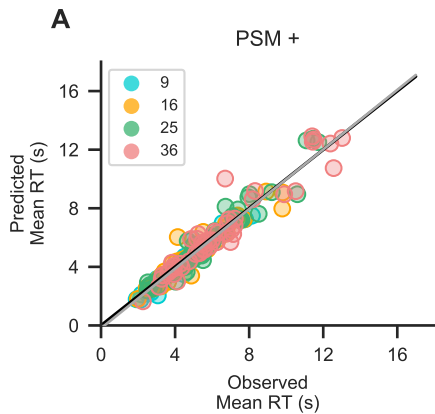 A
PSM +
9
16
25
36
Predicted
Mean RT (s)
16
12
8
4
0
0 4 8 12 16
Observed
Mean RT (s)